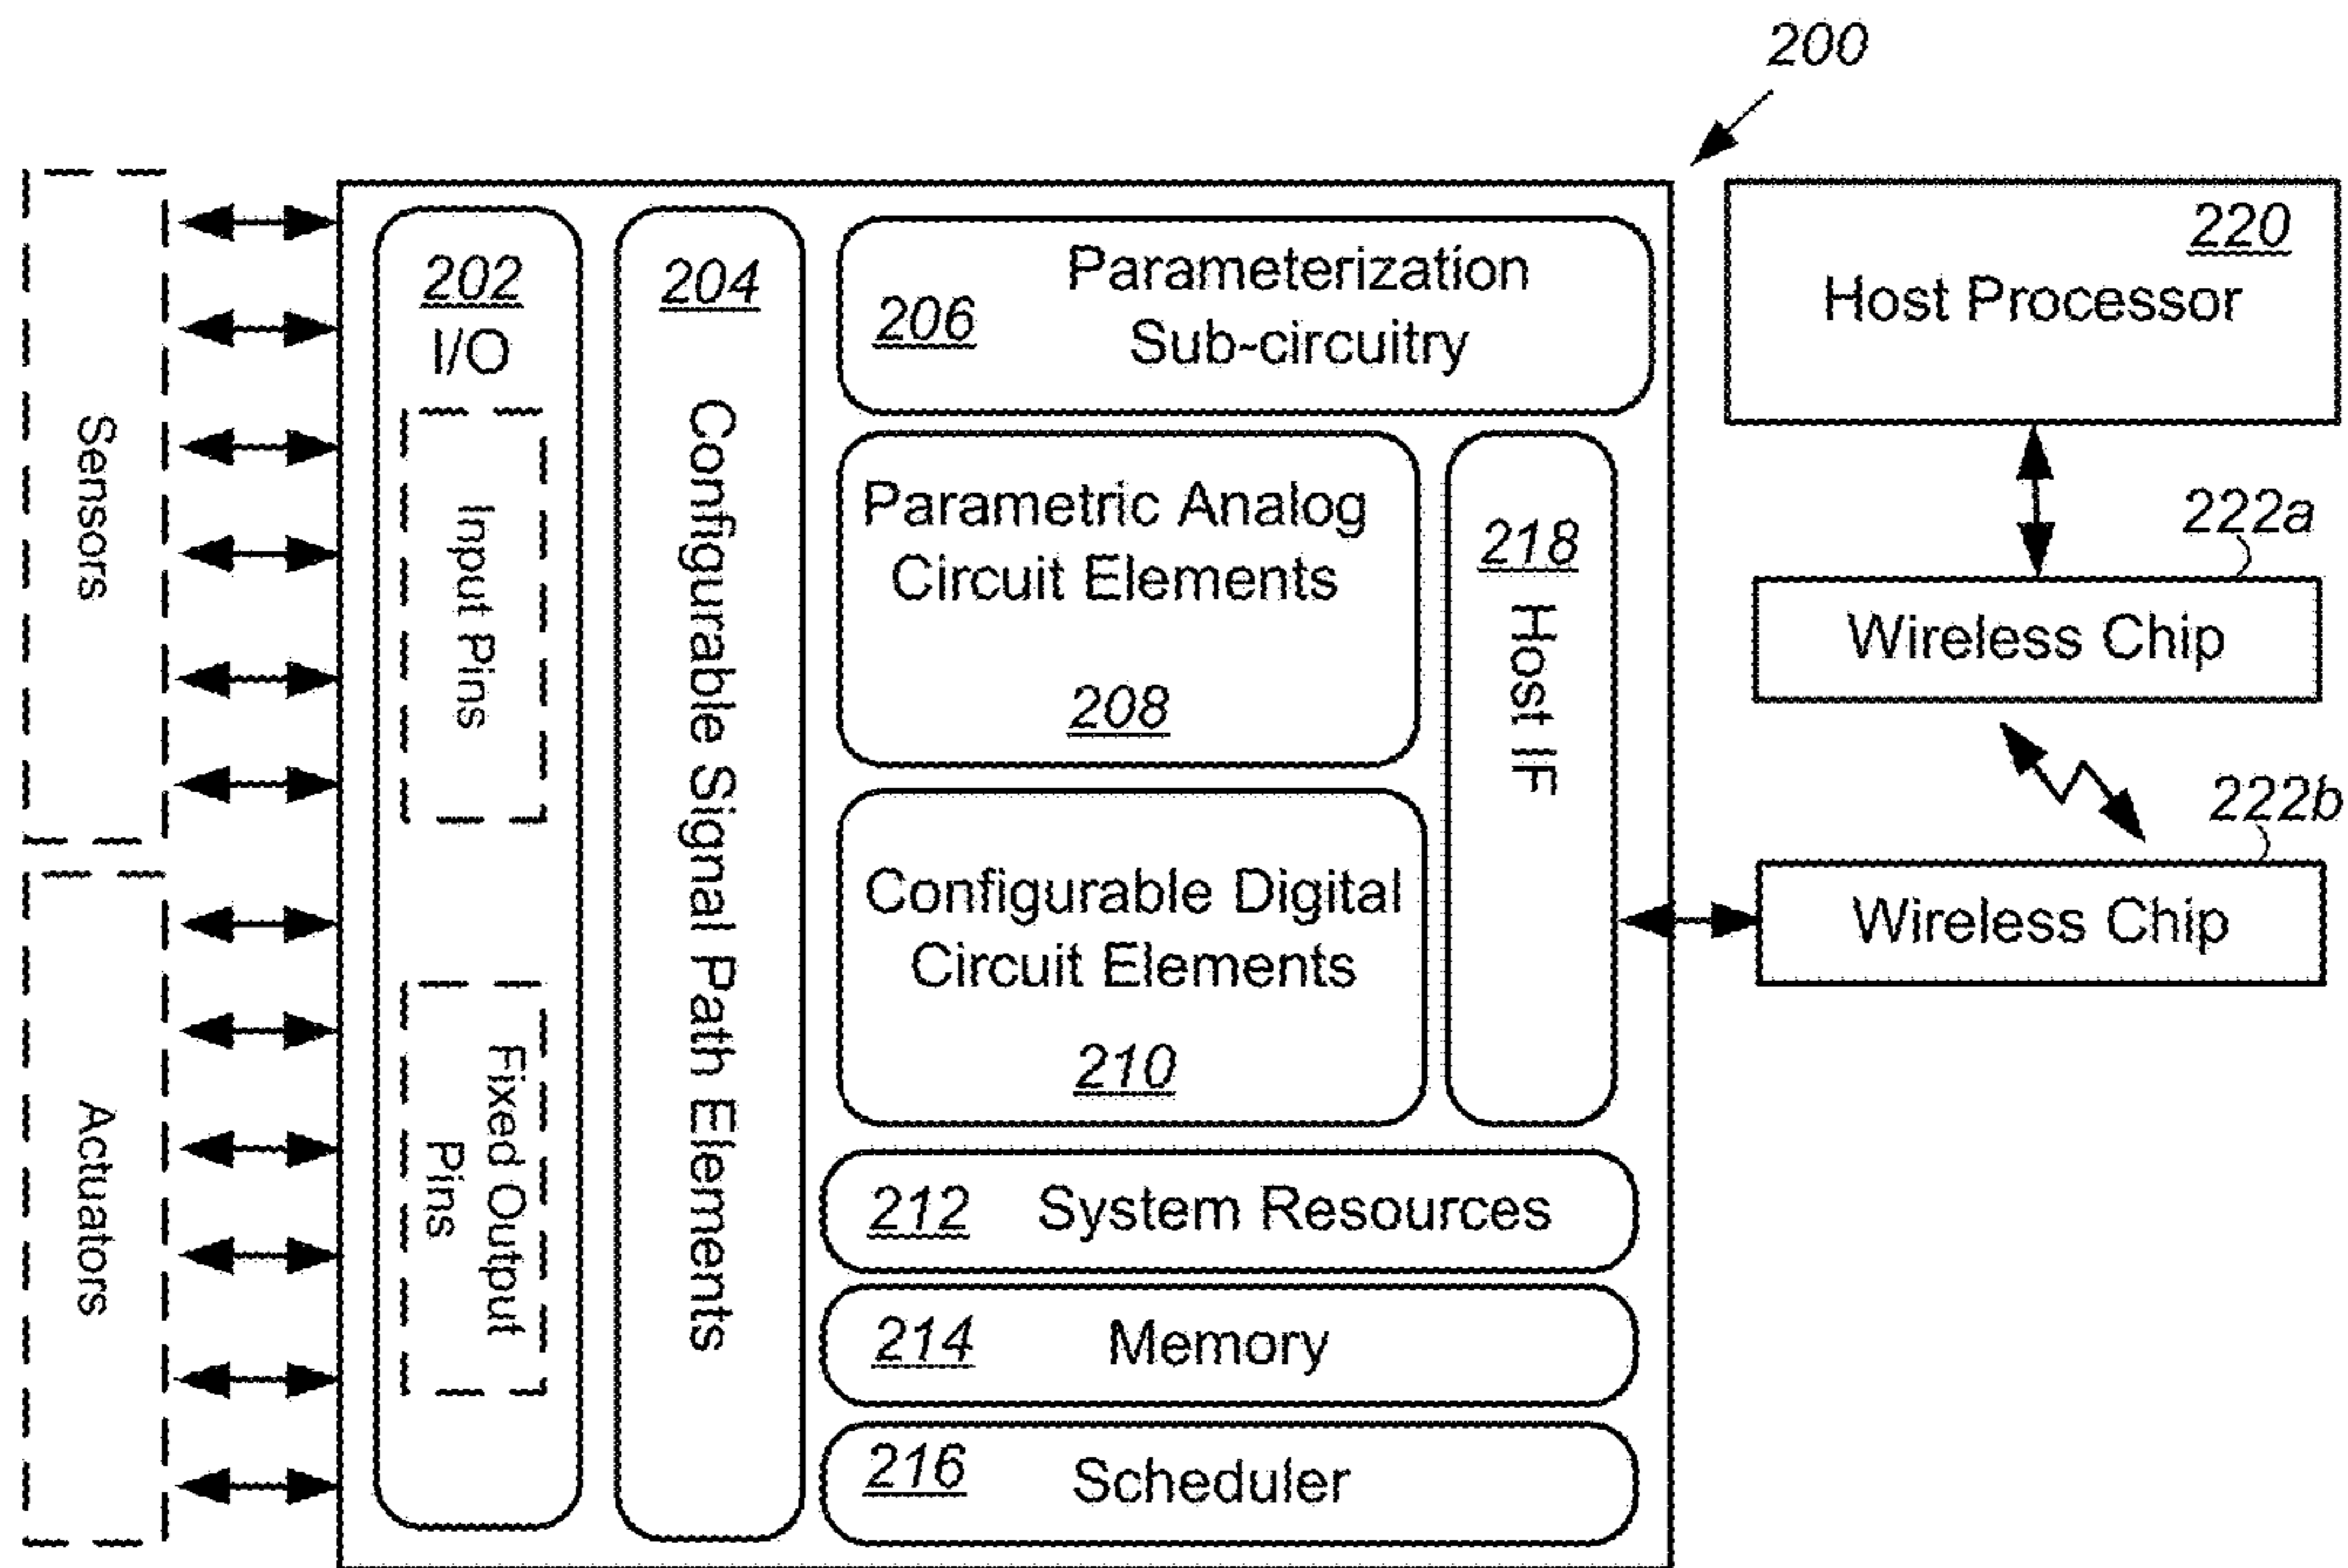 200
Sensors
Actuators
202
I/O
Input Pins
Fixed Output
Pins
204
Configurable Signal Path Elements
Parameterization
206
Sub-circuitry
Parametric Analog
Circuit Elements
208
Configurable Digital
Circuit Elements
210
218
Host IF
212 System Resources
214 Memory
216 Scheduler
220
Host Processor
222a
Wireless Chip
222b
Wireless Chip